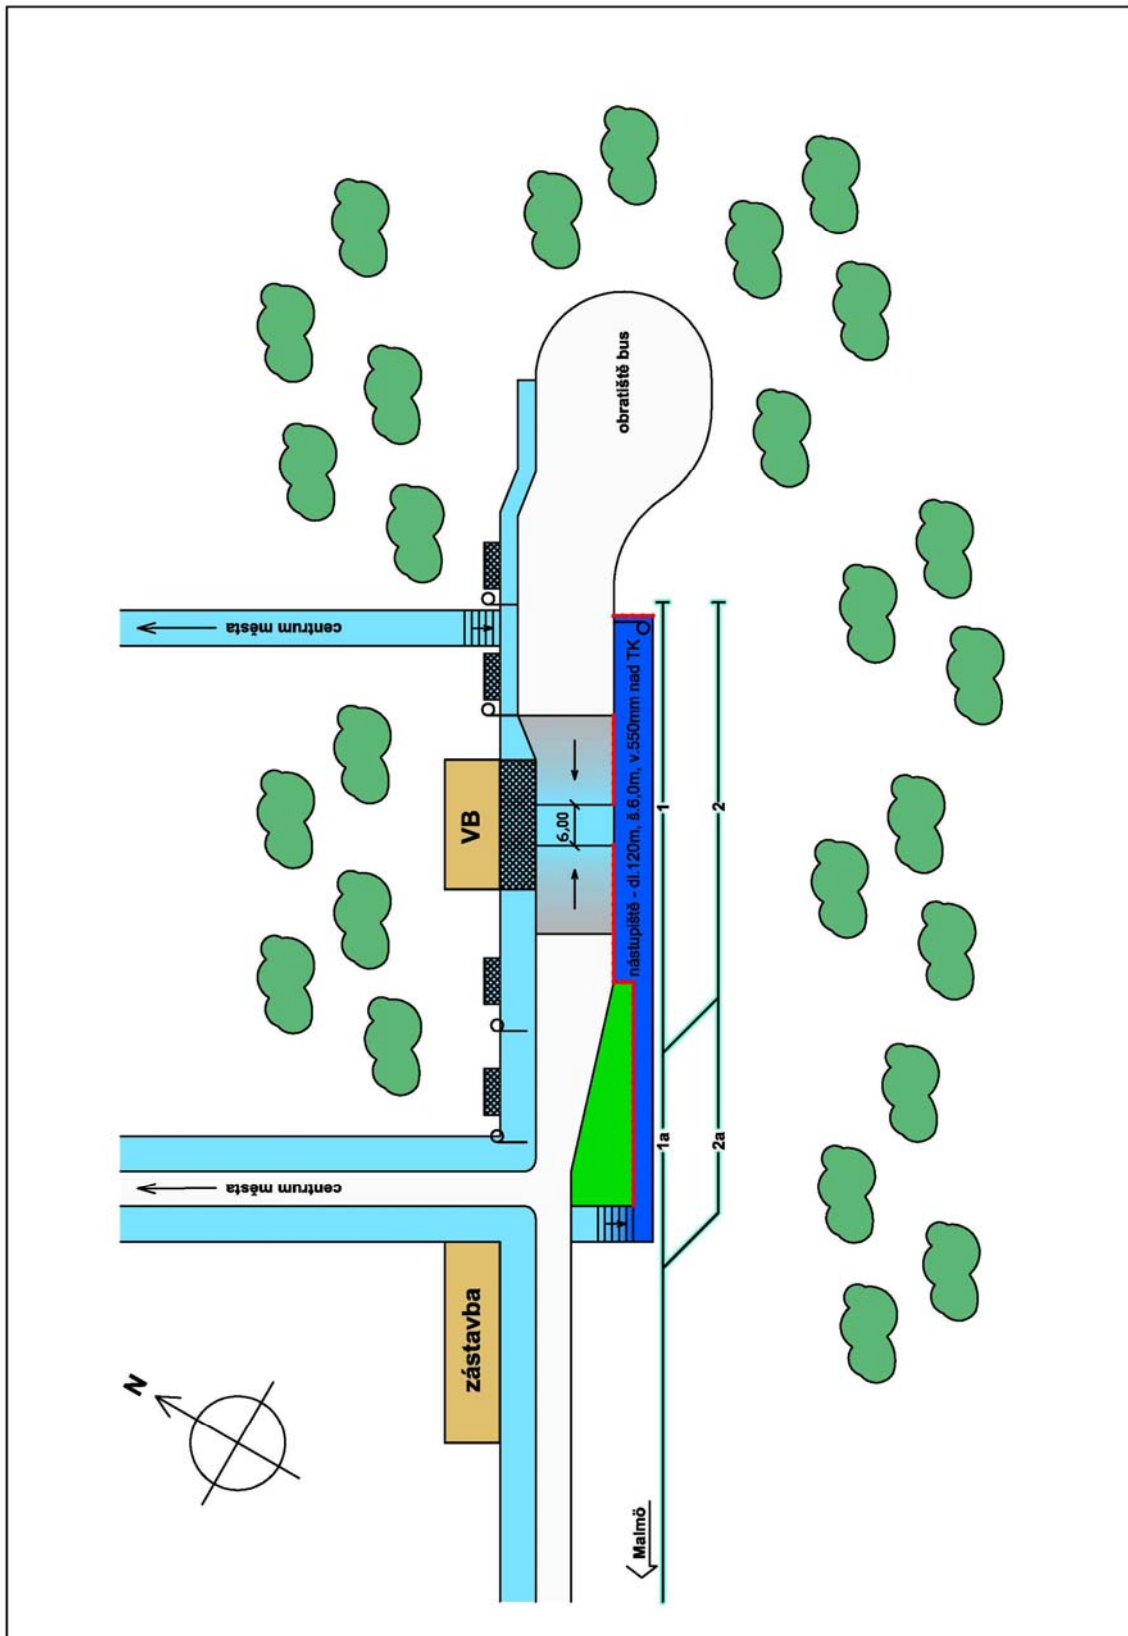 obratiště bus
centrum města
VB
6,00
nástupiště - dl.120m, š.6,0m, v.550mm nad TK
1
2
1a
2a
centrum města
zástavba
N
Malmö